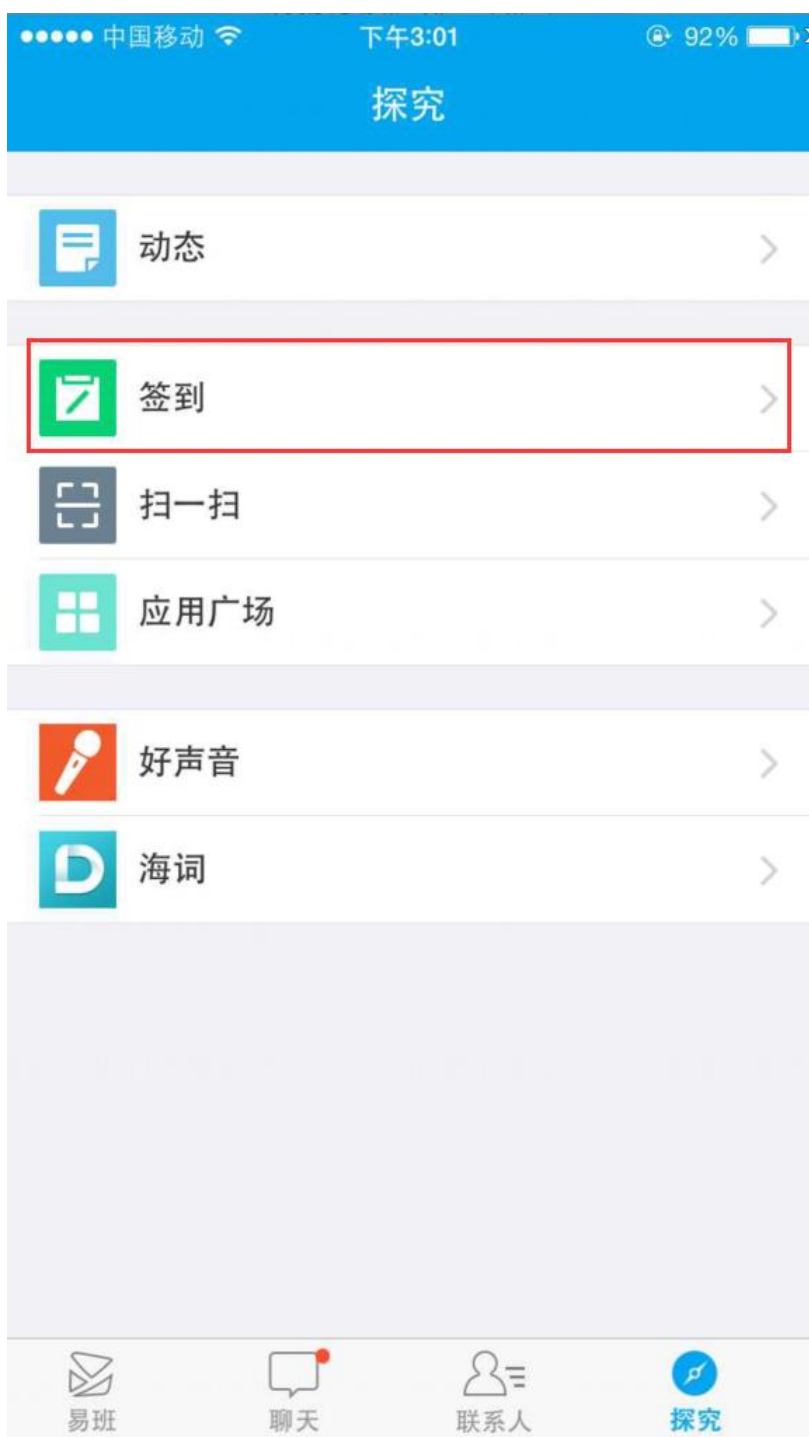 中国移动 下午3:01 92%
探究
动态
签到
扫一扫
应用广场
好声音
海词
易班 聊天 联系人 探究